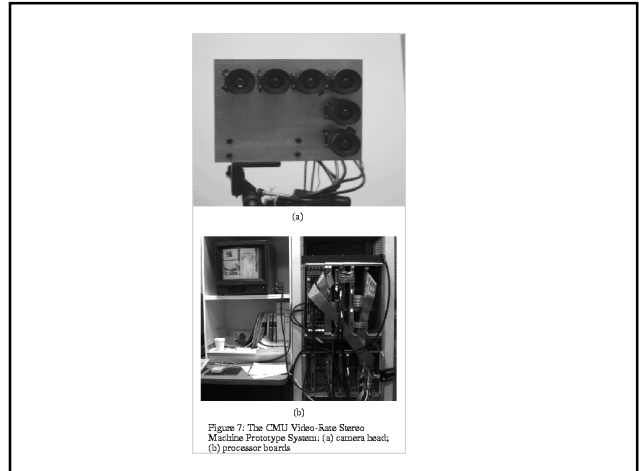 (a)
(b)
Figure 7: The CMU Video-Rate Stereo
Machine Prototype System: (a) camera head;
(b) processor boards